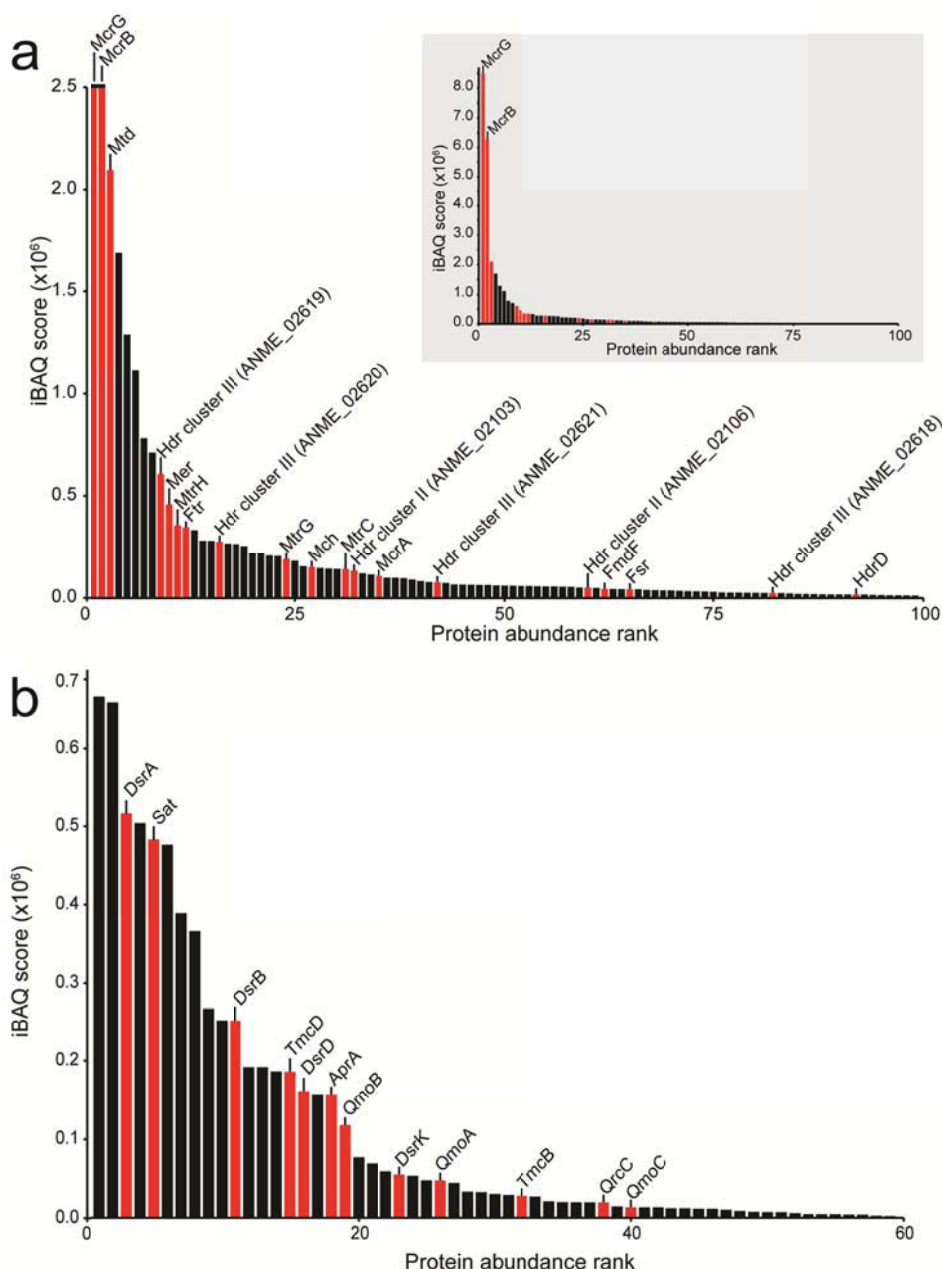 a
McrG
McrB
Mtd
Hdr cluster III (ANME_02619)
Mer
MtrH
Ftr
Hdr cluster III (ANME_02620)
MtrG
Mch
MtrC
Hdr cluster II (ANME_02103)
McrA
Hdr cluster III (ANME_02621)
Hdr cluster II (ANME_02106)
FmdF
Fsr
Hdr cluster III (ANME_02618)
HdrD
2.5
2.0
1.5
1.0
0.5
0.0
iBAQ score (x10⁶)
0 25 50 75 100
Protein abundance rank
McrG
McrB
8.0
7.0
6.0
5.0
4.0
3.0
2.0
1.0
0.0
iBAQ score (x10⁶)
0 25 50 75 100
Protein abundance rank
b
0.7
0.6
0.5
0.4
0.3
0.2
0.1
0.0
iBAQ score (x10⁶)
DsrA
Sat
DsrB
TmcD
DsrD
AprA
QmoB
DsrK
QmoA
TmcB
QrcC
QmoC
0 20 40 60
Protein abundance rank